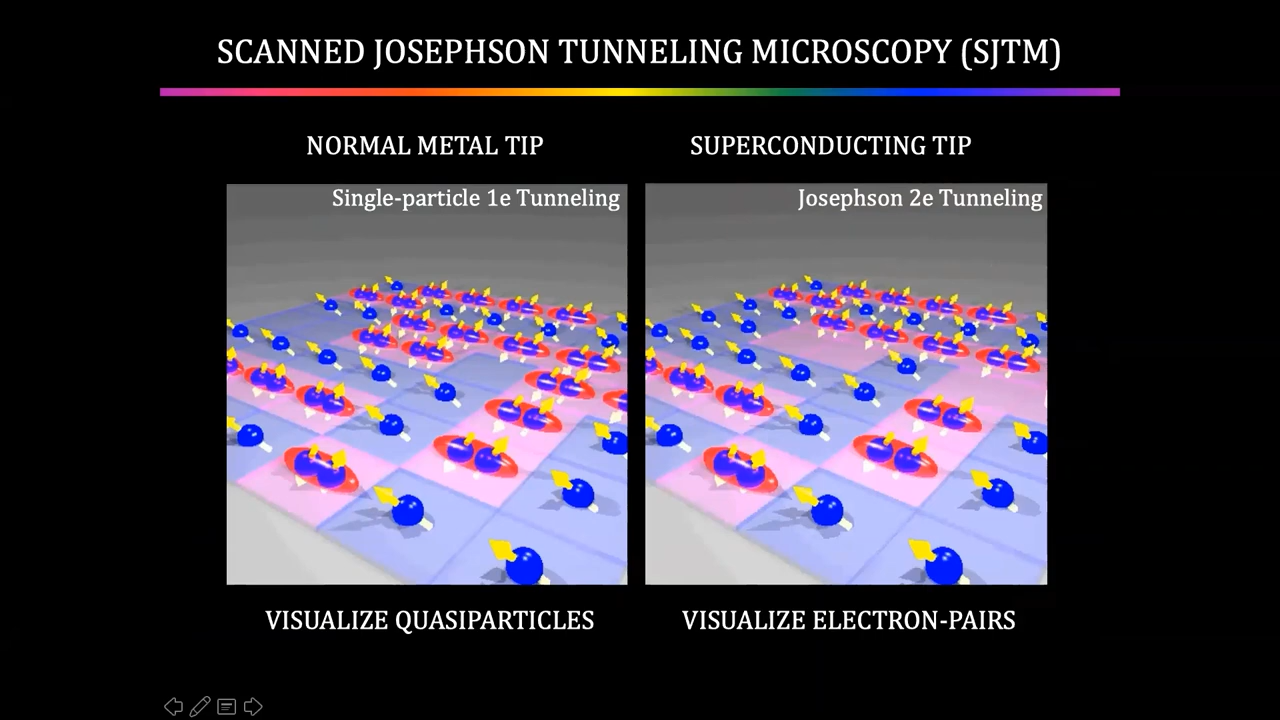 SCANNED JOSEPHSON TUNNELING MICROSCOPY (SJTM)
NORMAL METAL TIP
SUPERCONDUCTING TIP
Single-particle 1e Tunneling
Josephson 2e Tunneling
VISUALIZE QUASIPARTICLES
VISUALIZE ELECTRON-PAIRS